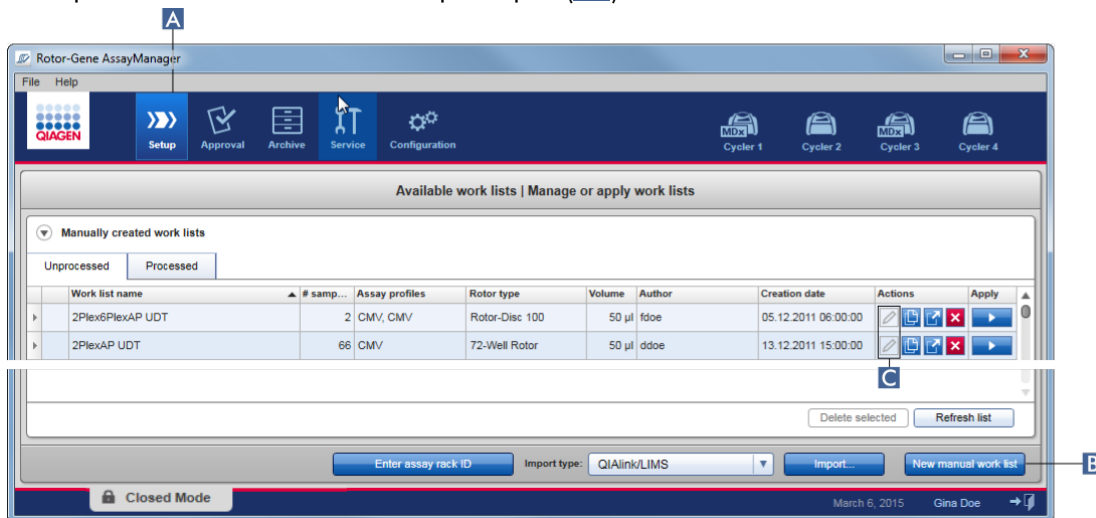 A
Rotor-Gene AssayManager
File Help
QIAGEN
Setup Approval Archive Service Configuration
MDx MDx
Cycler 1 Cycler 2 Cycler 3 Cycler 4
Available work lists | Manage or apply work lists
Manually created work lists
Unprocessed Processed
Work list name # samp... Assay profiles Rotor type Volume Author Creation date Actions Apply
2Plex6PlexAP UDT 2 CMV, CMV Rotor-Disc 100 50 µl fdoe 05.12.2011 06:00:00
2PlexAP UDT 66 CMV 72-Well Rotor 50 µl ddoe 13.12.2011 15:00:00
C
Delete selected Refresh list
Enter assay rack ID Import type: QIAlink/LIMS Import... New manual work list B
Closed Mode March 6, 2015 Gina Doe